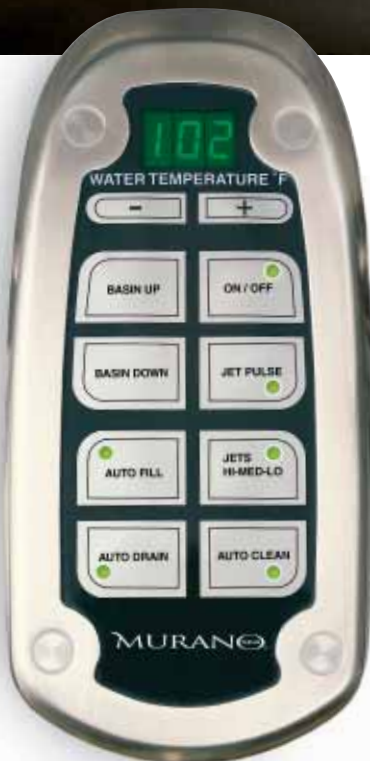 102
WATER TEMPERATURE °F
- +
BASIN UP
ON / OFF
BASIN DOWN
JET PULSE
AUTO FILL
JETS
HI-MED-LO
AUTO DRAIN
AUTO CLEAN
MURANO